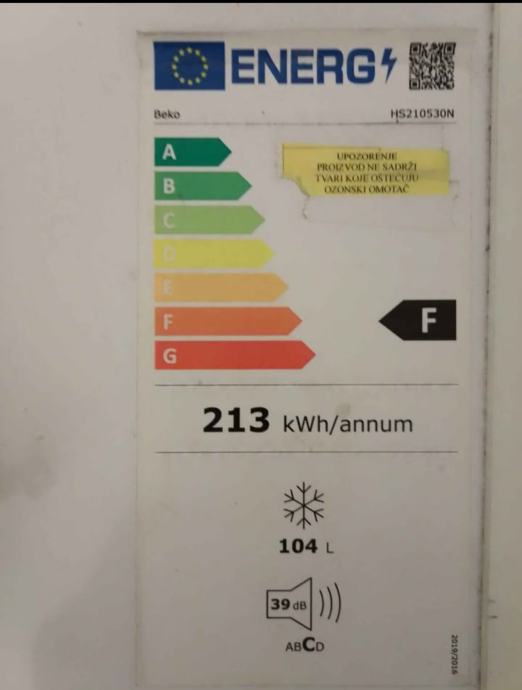 ENERG
Beko
HS210530N
A
B
C
D
E
F
G
UPOZORENJE
PROIZVOD NE SADRŽI
TVARI KOJE OŠTEĆUJU
OZONSKI OMOTAČ
F
213 kWh/annum
104 L
39 dB
ABCD
2019/2016